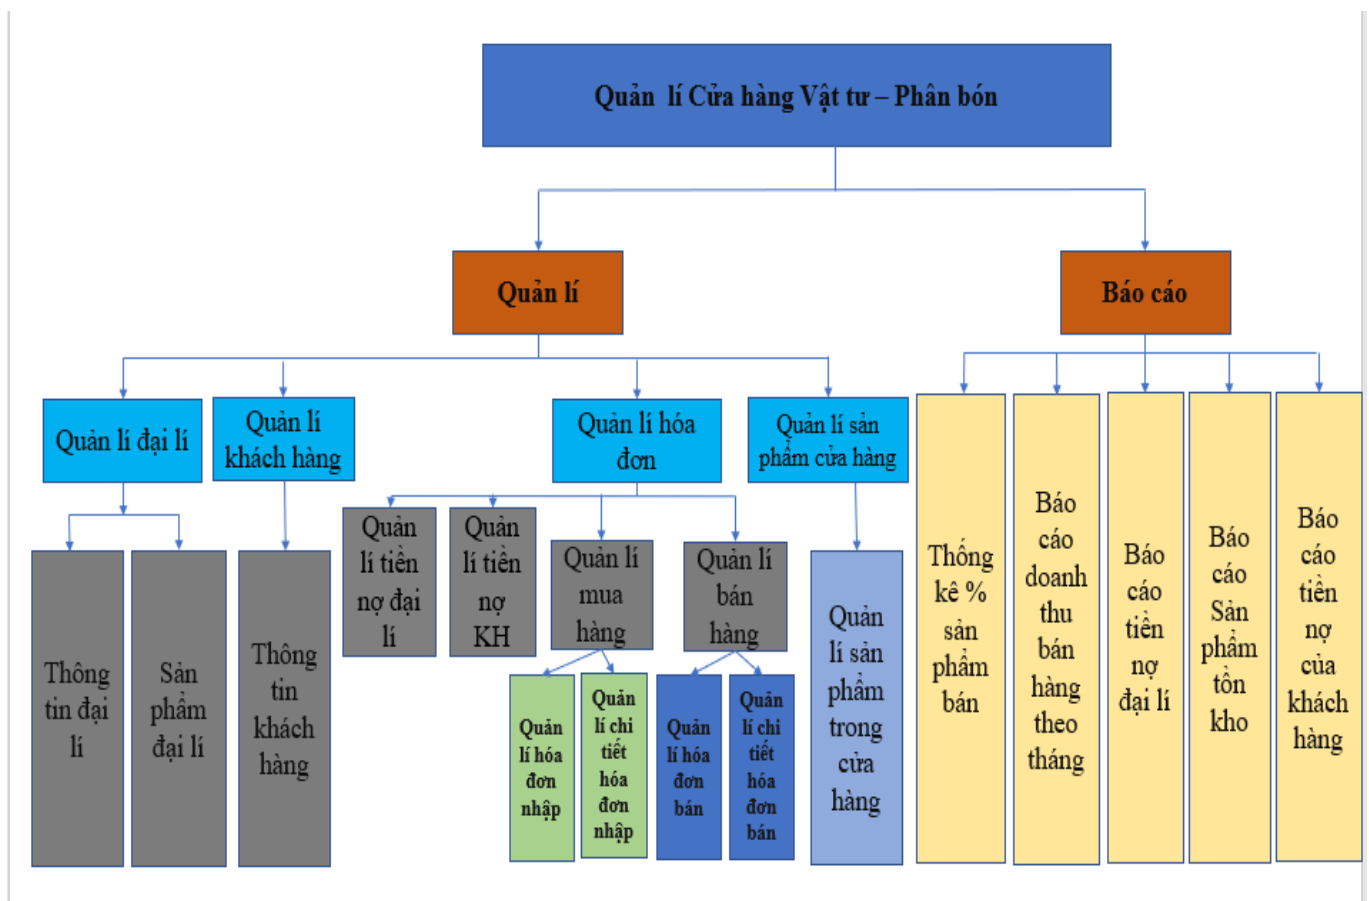 Quản lí Cửa hàng Vật tư – Phân bón
Quản lí
Báo cáo
Quản lí đại lí
Quản lí
khách hàng
Quản lí hóa
đơn
Quản lí sản
phẩm cửa hàng
Thông
tin đại
lí
Sản
phẩm
đại lí
Thông
tin
khách
hàng
Quản
lí tiền
nợ đại
lí
Quản
lí tiền
nợ
KH
Quản lí
mua
hàng
Quản lí
bán
hàng
Quản
lí hóa
đơn
nhập
Quản
lí chi
tiết
hóa
đơn
nhập
Quản
lí hóa
đơn
bán
Quản
lí chi
tiết
hóa
đơn
bán
Quản
lí sản
phẩm
trong
cửa
hàng
Thống
kê %
sản
phẩm
bán
Báo
cáo
doanh
thu
bán
hàng
theo
tháng
Báo
cáo
tiền
nợ
đại lí
Báo
cáo
Sản
phẩm
tồn
kho
Báo
cáo
tiền
nợ
của
khách
hàng